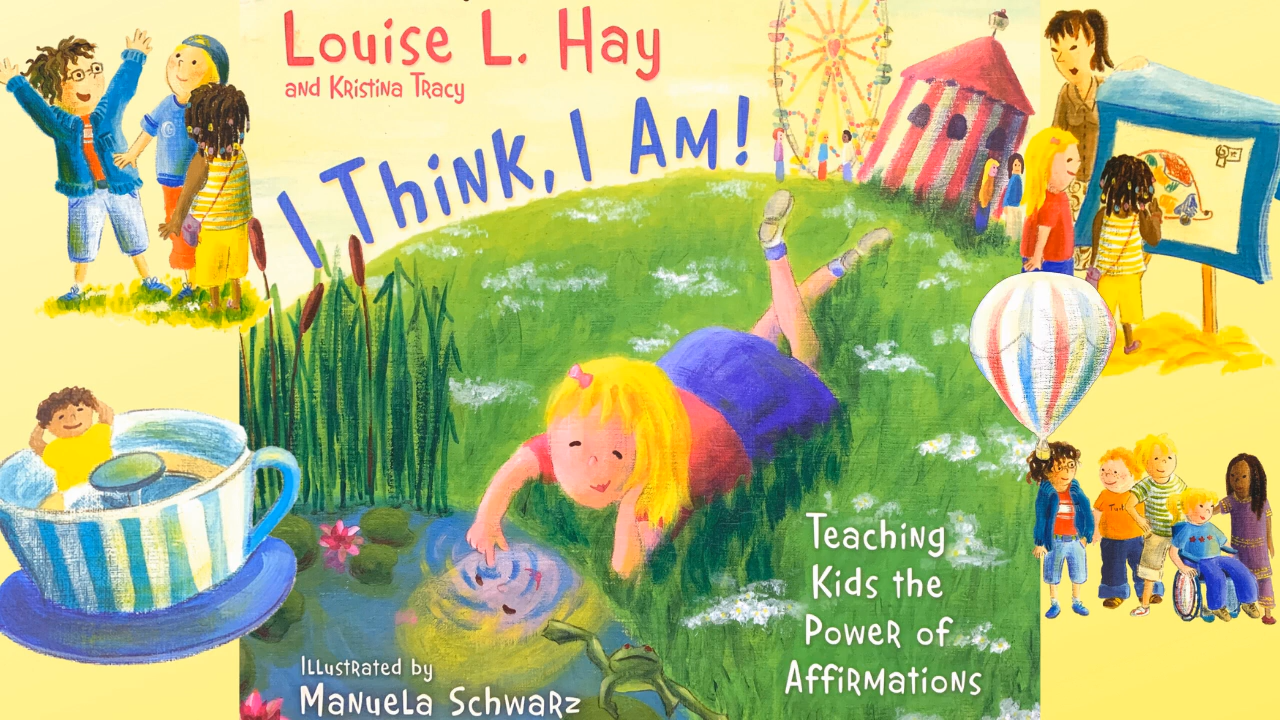 Louise L. Hay
and Kristina Tracy
I Think, I Am!
Teaching
Kids the
Power of
Affirmations
Illustrated by
Manuela Schwarz